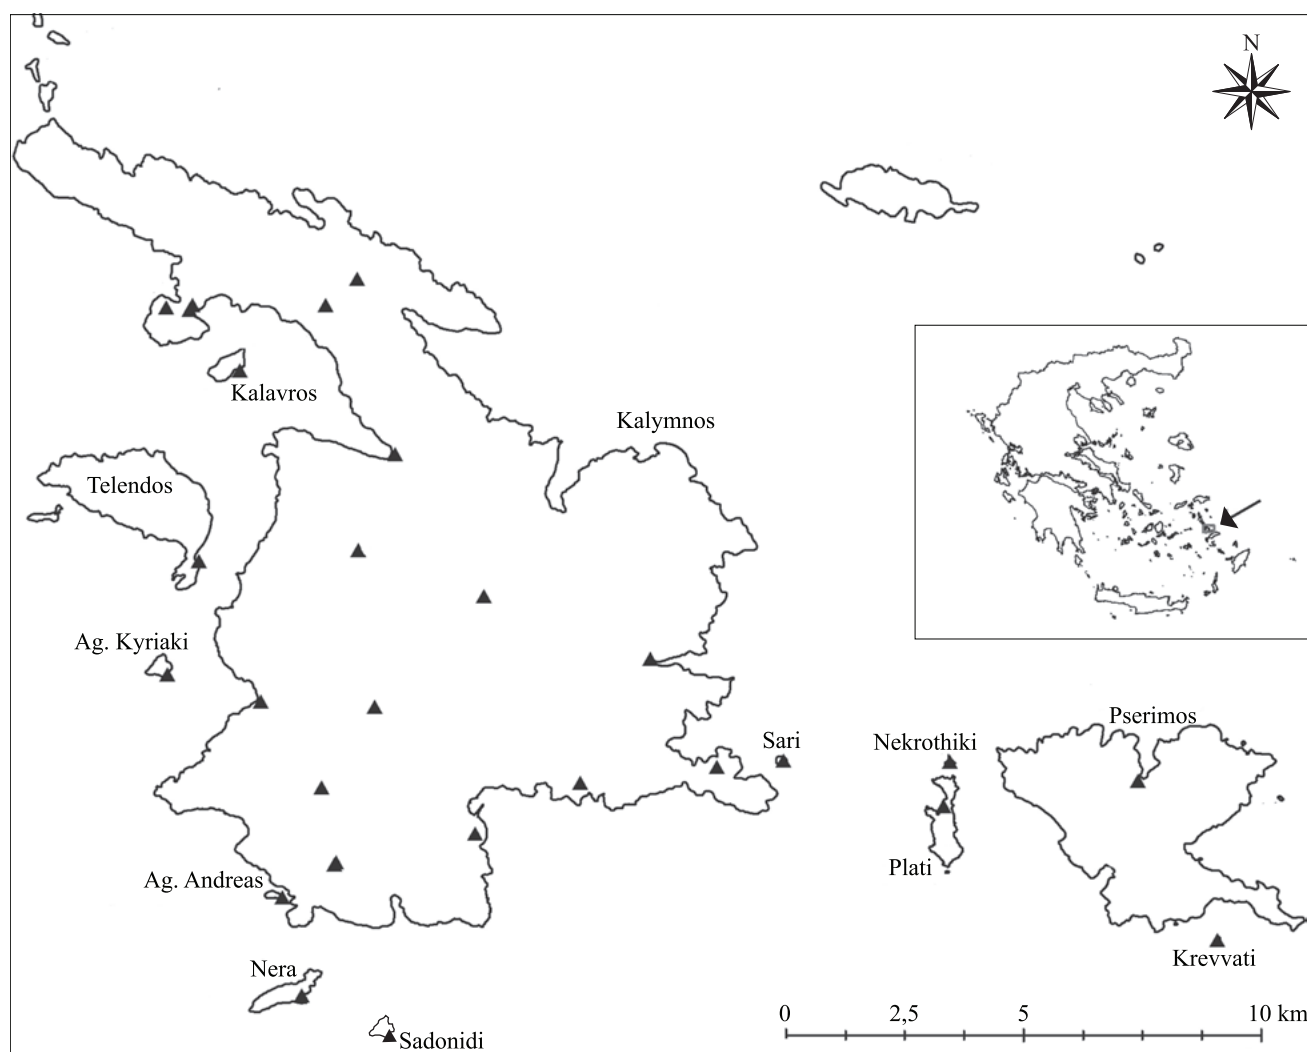 N
Kalavros
Kalymnos
Telendos
Ag. Kyriaki
Pserimos
Sari
Nekrothiki
Plati
Ag. Andreas
Krevvati
Nera
0 2,5 5 10 km
Sadonidi